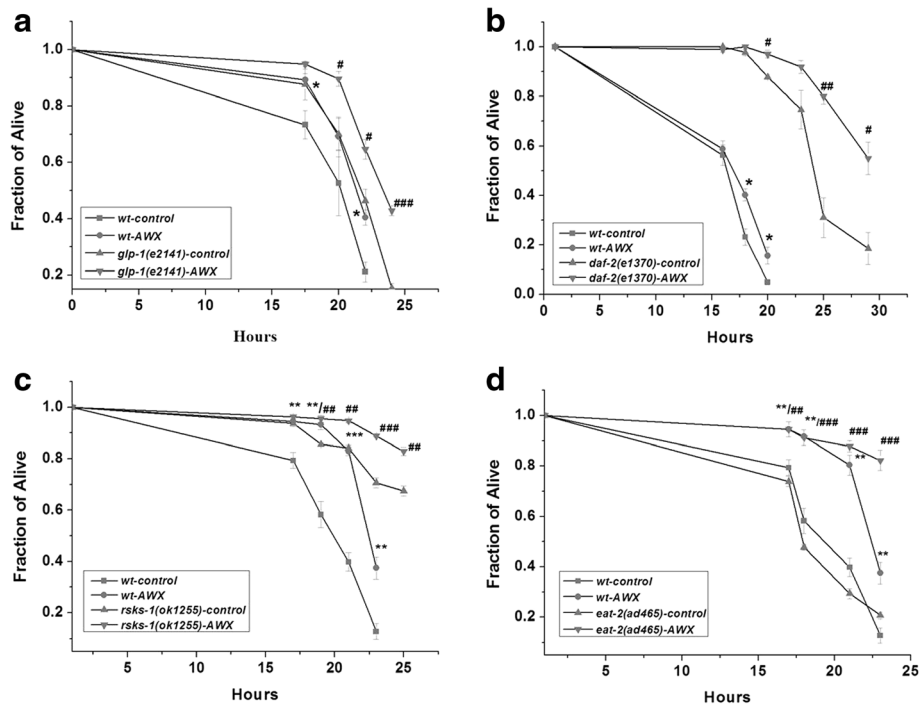 a
Fraction of Alive
1.0
0.8
0.6
0.4
0.2
#
*
#
*
###
wt-control
wt-AWX
glp-1(e2141)-control
glp-1(e2141)-AWX
0 5 10 15 20 25
Hours
b
Fraction of Alive
1.0
0.8
0.6
0.4
0.2
0.0
#
##
#
*
*
wt-control
wt-AWX
daf-2(e1370)-control
daf-2(e1370)-AWX
5 10 15 20 25 30
Hours
c
Fraction of Alive
1.0
0.8
0.6
0.4
0.2
** **/## ##
###
***
##
**
wt-control
wt-AWX
rsks-1(ok1255)-control
rsks-1(ok1255)-AWX
5 10 15 20 25
Hours
d
Fraction of Alive
1.0
0.8
0.6
0.4
0.2
**/##
**/###
###
###
**
**
wt-control
wt-AWX
eat-2(ad465)-control
eat-2(ad465)-AWX
5 10 15 20 25
Hours